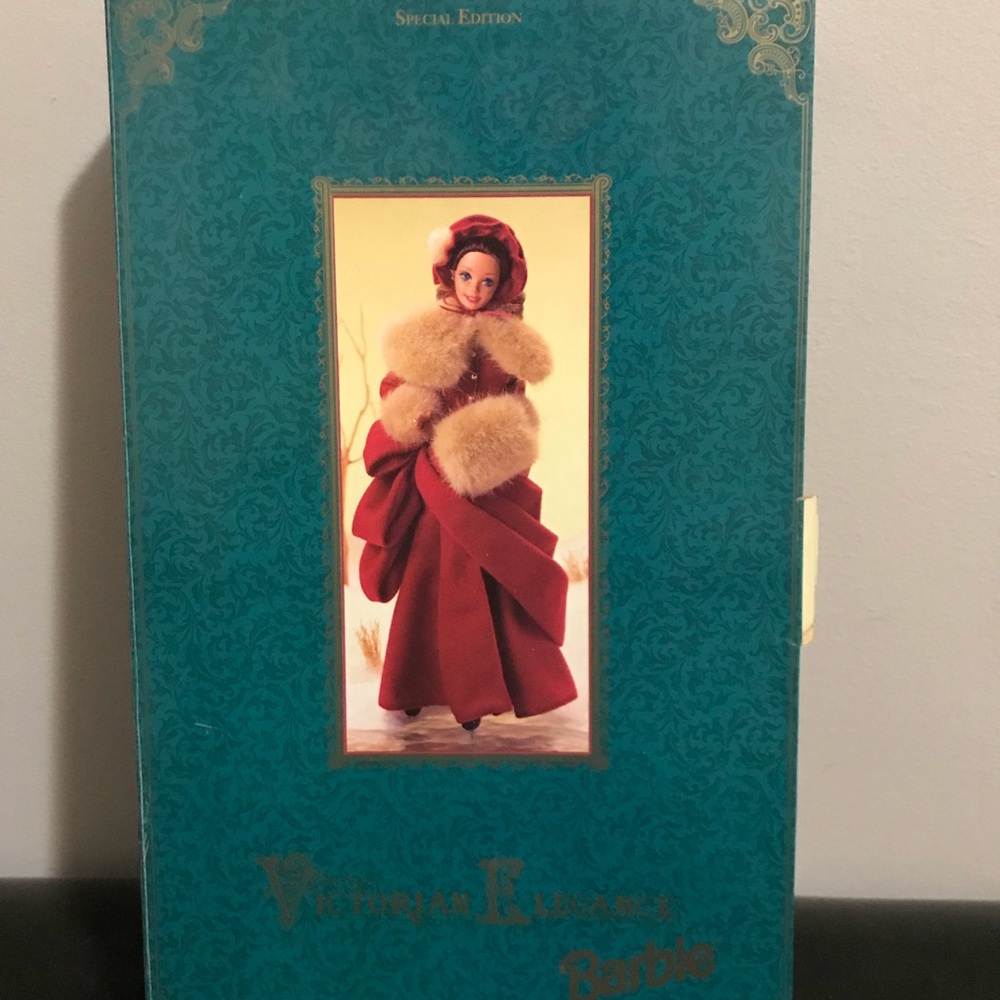 Special Edition
Victorian Elegance
Barbie